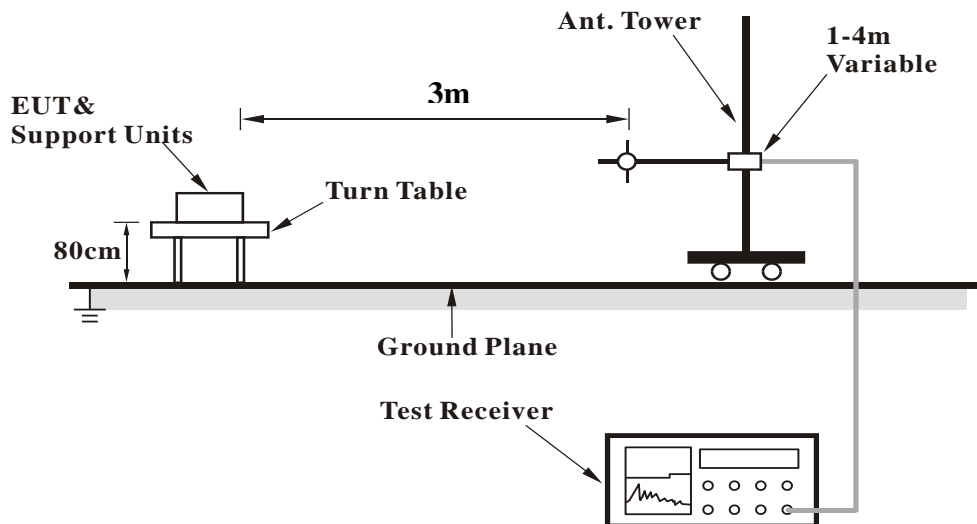 Ant. Tower
1-4m
Variable
3m
EUT&
Support Units
Turn Table
80cm
Ground Plane
Test Receiver